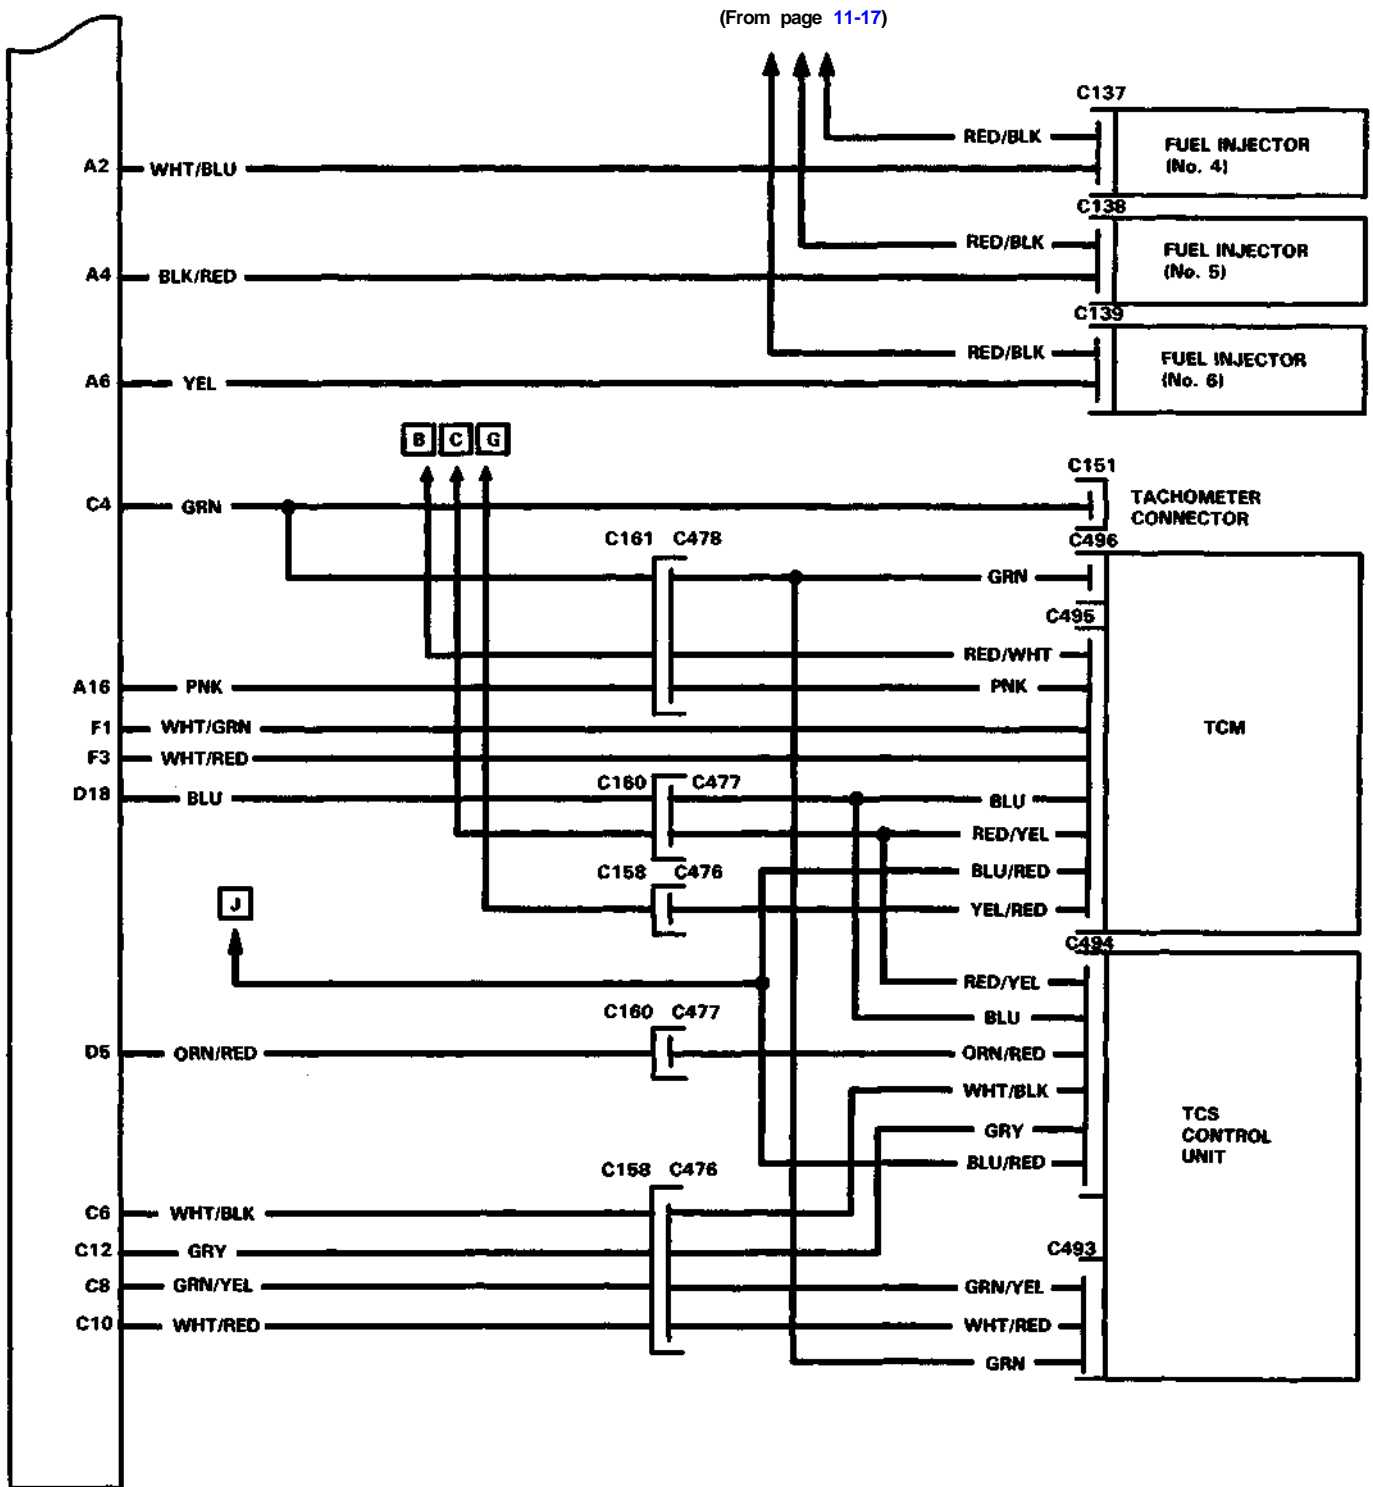 (From page 11-17)
C137
RED/BLK
FUEL INJECTOR
(No. 4)
A2 WHT/BLU
C138
RED/BLK
FUEL INJECTOR
(No. 5)
A4 BLK/RED
C139
RED/BLK
FUEL INJECTOR
(No. 6)
A6 YEL
B C G
C151
C4 GRN
TACHOMETER
CONNECTOR
C161 C478
C496
GRN
C495
RED/WHT
A16 PNK PNK
F1 WHT/GRN
TCM
F3 WHT/RED
C160 C477
D18 BLU BLU
RED/YEL
C158 C476
BLU/RED
J
YEL/RED
C494
RED/YEL
C160 C477
BLU
D5 ORN/RED ORN/RED
WHT/BLK
TCS
CONTROL
UNIT
GRY
C158 C476
BLU/RED
C6 WHT/BLK
C12 GRY
C493
C8 GRN/YEL GRN/YEL
C10 WHT/RED WHT/RED
GRN